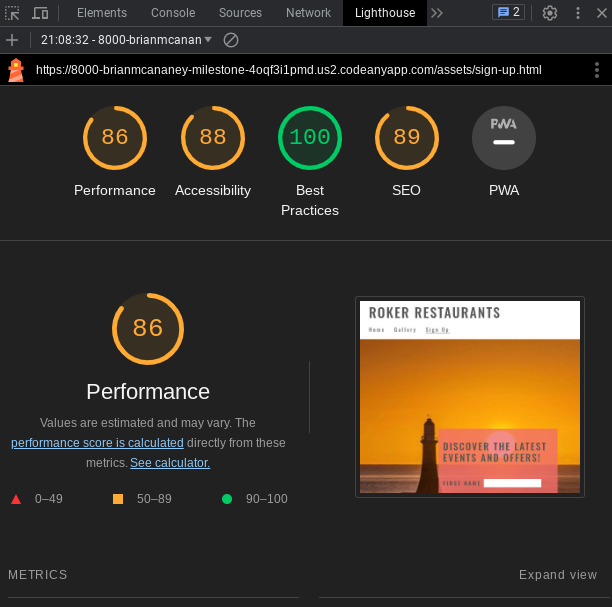 Elements Console Sources Network Lighthouse 2
21:08:32 - 8000-brianmcanan
https://8000-brianmcananey-milestone-4oqf3i1pmd.us2.codeanyapp.com/assets/sign-up.html
86 88 100 89 PWA
Performance Accessibility Best Practices SEO PWA
86
Performance
Values are estimated and may vary. The
performance score is calculated directly from these
metrics. See calculator.
0–49 50–89 90–100
ROKER RESTAURANTS
Home Gallery Sign Up
DISCOVER THE LATEST
EVENTS AND OFFERS!
FIRST NAME
METRICS
Expand view